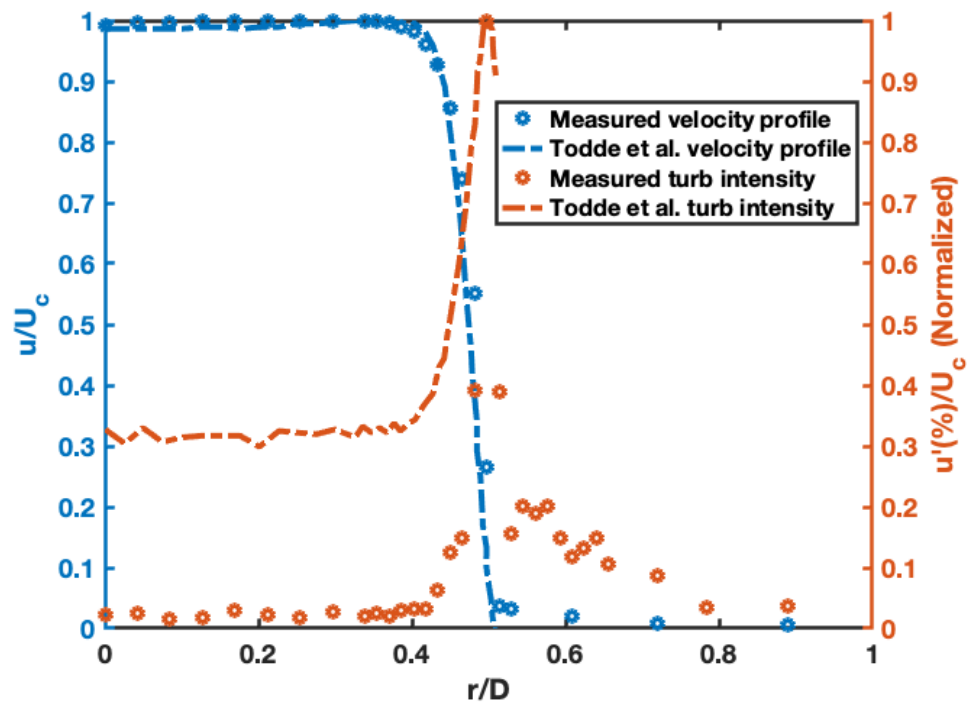 1
0.9
0.8
0.7
0.6
0.5
0.4
0.3
0.2
0.1
0
u/Uc
Measured velocity profile
Todde et al. velocity profile
Measured turb intensity
Todde et al. turb intensity
1
0.9
0.8
0.7
0.6
0.5
0.4
0.3
0.2
0.1
0
u'(%)/Uc (Normalized)
0 0.2 0.4 0.6 0.8 1
r/D